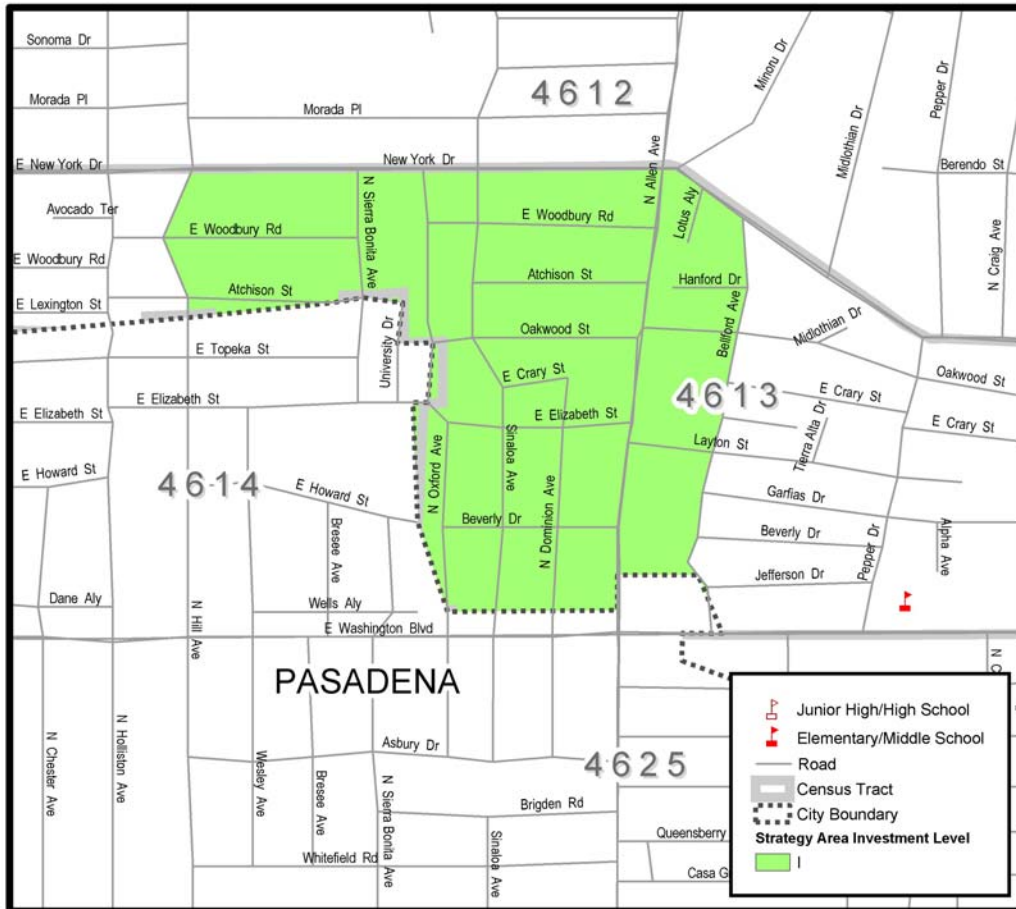 Sonoma Dr
Morada Pl
Morada Pl
4612
Minoru Dr
Midlothian Dr
Pepper Dr
E New York Dr
New York Dr
N Allen Ave
Berendo St
Avocado Ter
N Sierra Bonita Ave
Lotus Aly
N Craig Ave
E Woodbury Rd
E Woodbury Rd
E Woodbury Rd
Atchison St
Hanford Dr
Atchison St
E Lexington St
Bellford Ave
University Dr
Oakwood St
Midlothian Dr
E Topeka St
E Crary St
Oakwood St
4613
E Crary St
E Elizabeth St
E Elizabeth St
E Elizabeth St
Sinaloa Ave
Tierra Alta Dr
E Crary St
Layton St
E Howard St
4614
E Howard St
N Oxford Ave
N Dominion Ave
Garfias Dr
Bresee Ave
Beverly Dr
Beverly Dr
Pepper Dr
Alpha Ave
Jefferson Dr
Dane Aly
N Hill Ave
Wells Aly
E Washington Blvd
PASADENA
N Chester Ave
N Holliston Ave
Wesley Ave
Bresee Ave
N Sierra Bonita Ave
Asbury Dr
4625
Brigden Rd
Sinaloa Ave
Whitefield Rd
Queensberry
Casa G
N C
Junior High/High School
Elementary/Middle School
Road
Census Tract
City Boundary
Strategy Area Investment Level
I